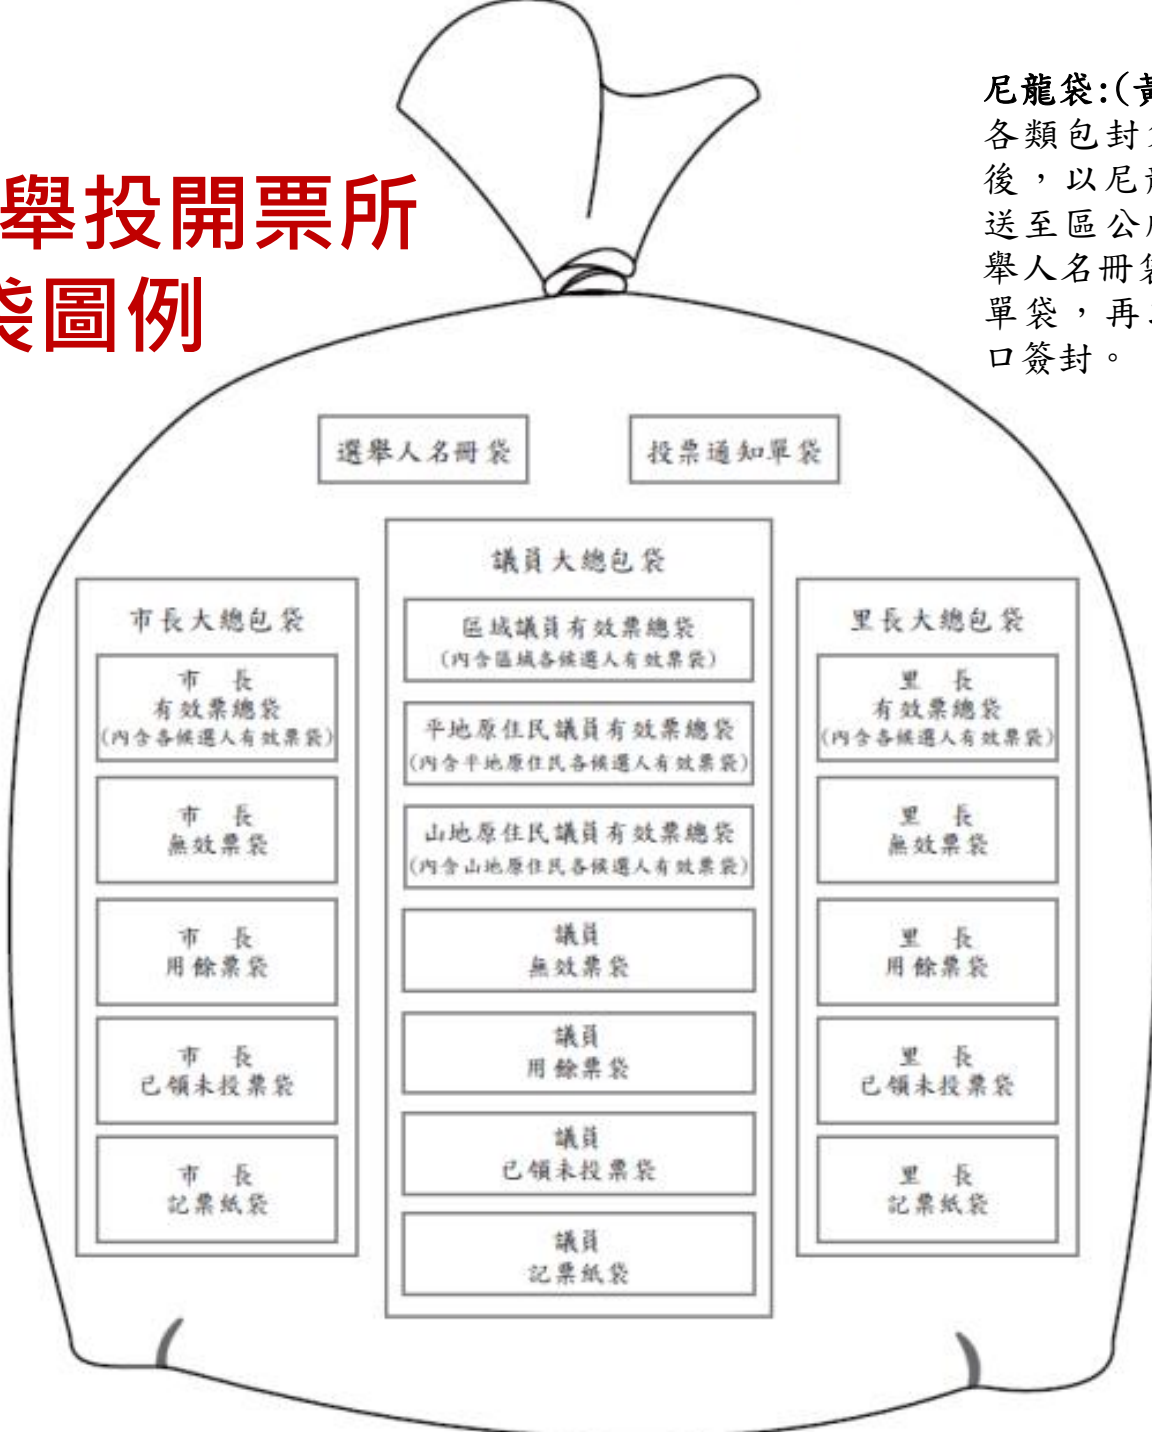 舉投開票所
袋圖例
尼龍袋:(黃
各類包封
後，以尼龍
送至區公所
舉人名冊袋
單袋，再
口簽封。
選舉人名冊袋
投票通知單袋
市長大總包袋
市 長
有效票總袋
(內含各候選人有效票袋)
市 長
無效票袋
市 長
用餘票袋
市 長
已領未投票袋
市 長
記票紙袋
議員大總包袋
區域議員有效票總袋
(內含區域各候選人有效票袋)
平地原住民議員有效票總袋
(內含平地原住民各候選人有效票袋)
山地原住民議員有效票總袋
(內含山地原住民各候選人有效票袋)
議員
無效票袋
議員
用餘票袋
議員
已領未投票袋
議員
記票紙袋
里長大總包袋
里 長
有效票總袋
(內含各候選人有效票袋)
里 長
無效票袋
里 長
用餘票袋
里 長
已領未投票袋
里 長
記票紙袋